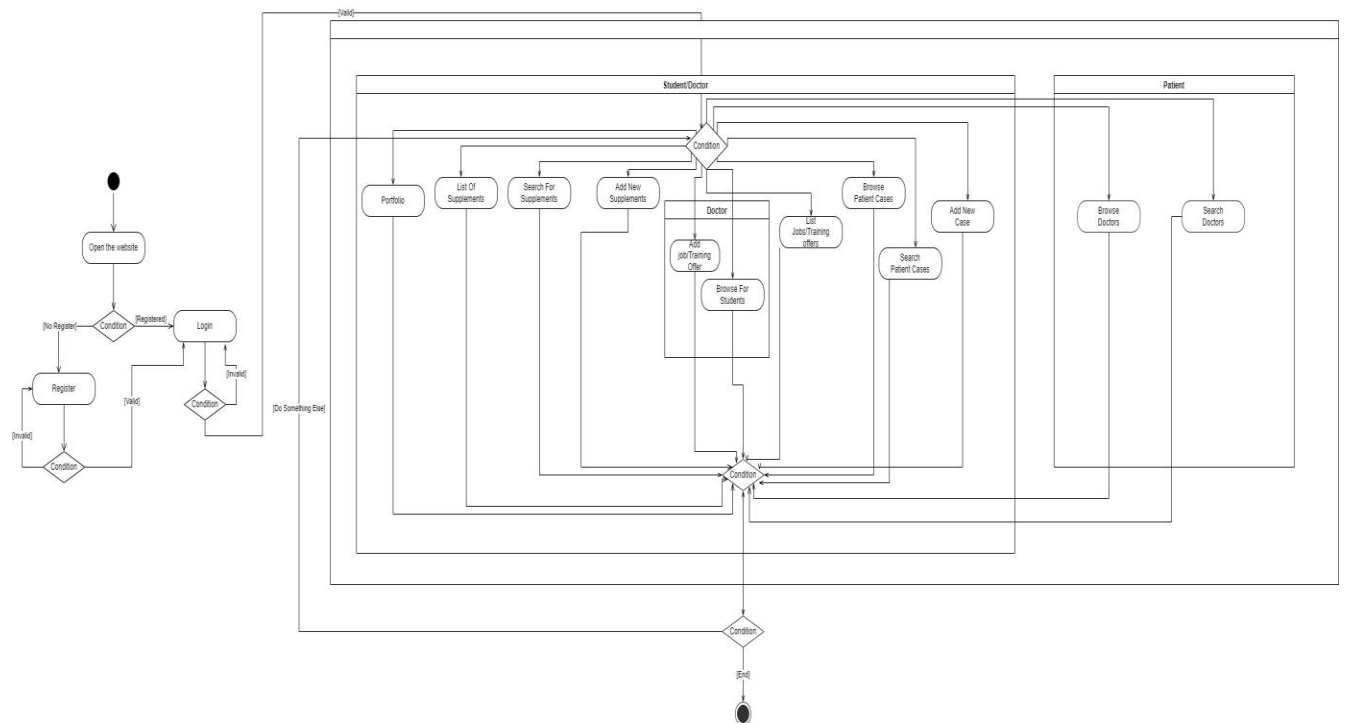 [Valid]
Student/Doctor
Patient
Condition
Portfolio
List Of
Supplements
Search For
Supplements
Add New
Supplements
Browse
Patient Cases
Add New
Case
Browse
Doctors
Search
Doctors
Doctor
List
Jobs/Training
offers
Add
job/Training
Offer
Search
Patient Cases
Browse For
Students
Open the website
[No Register]
Condition
[Registered]
Login
[Invalid]
Register
[Valid]
Condition
[Do Something Else]
[Invalid]
Condition
Condition
Condition
[End]